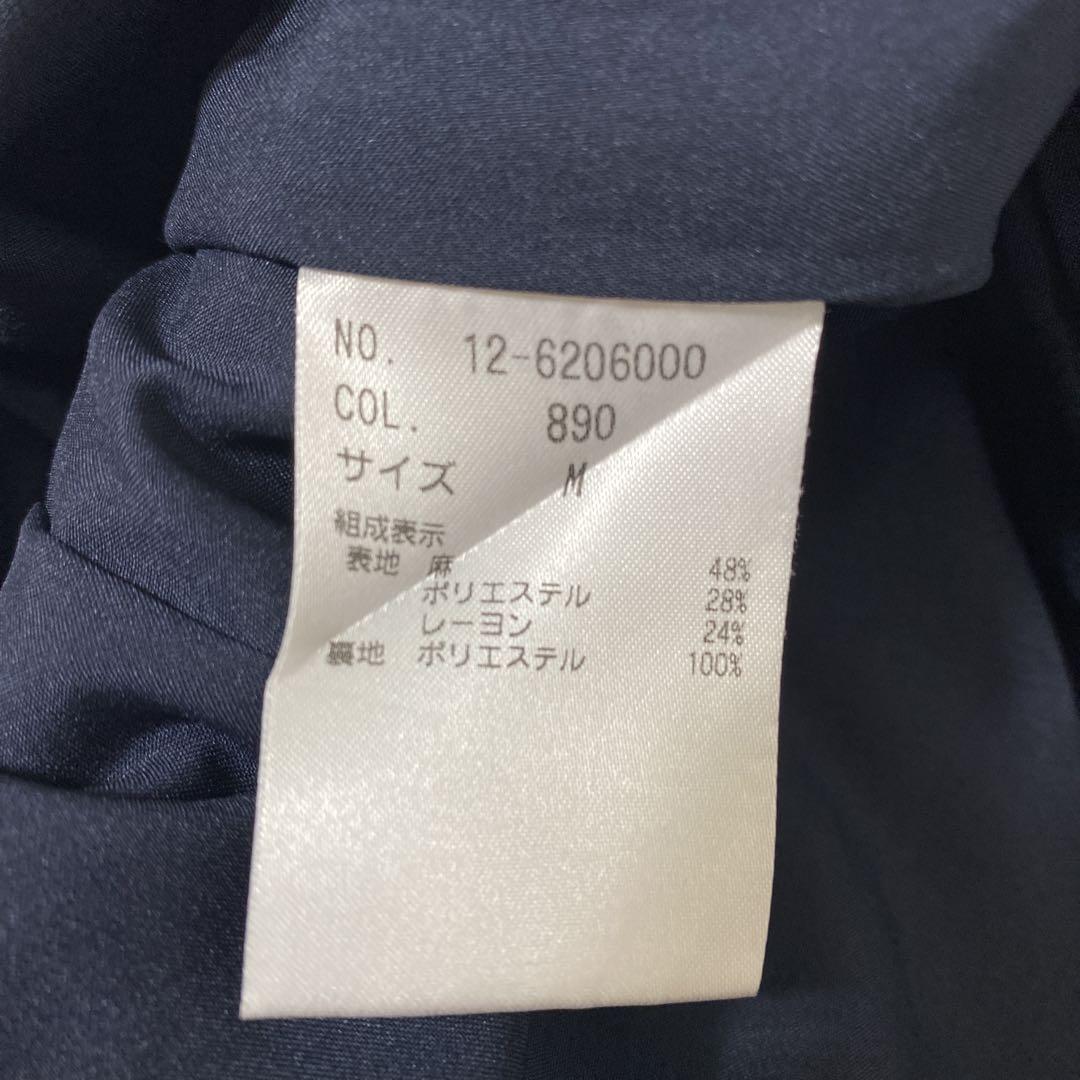 NO. 12-6206000
COL. 890
サイズ M
組成表示
表地 麻 48%
ポリエステル 28%
レーヨン 24%
裏地 ポリエステル 100%